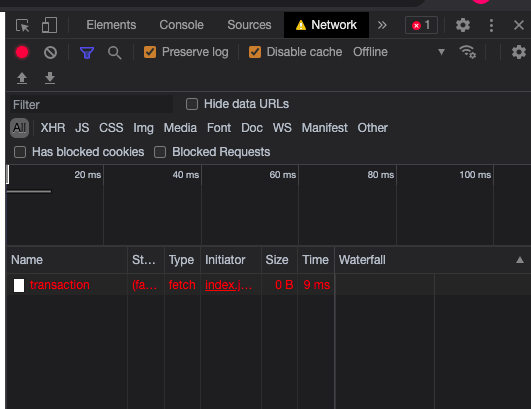 Elements Console Sources Network » 1
Preserve log Disable cache Offline
Filter Hide data URLs
All XHR JS CSS Img Media Font Doc WS Manifest Other
Has blocked cookies Blocked Requests
20 ms 40 ms 60 ms 80 ms 100 ms
Name St... Type Initiator Size Time Waterfall
transaction (fa... fetch index.j... 0 B 9 ms